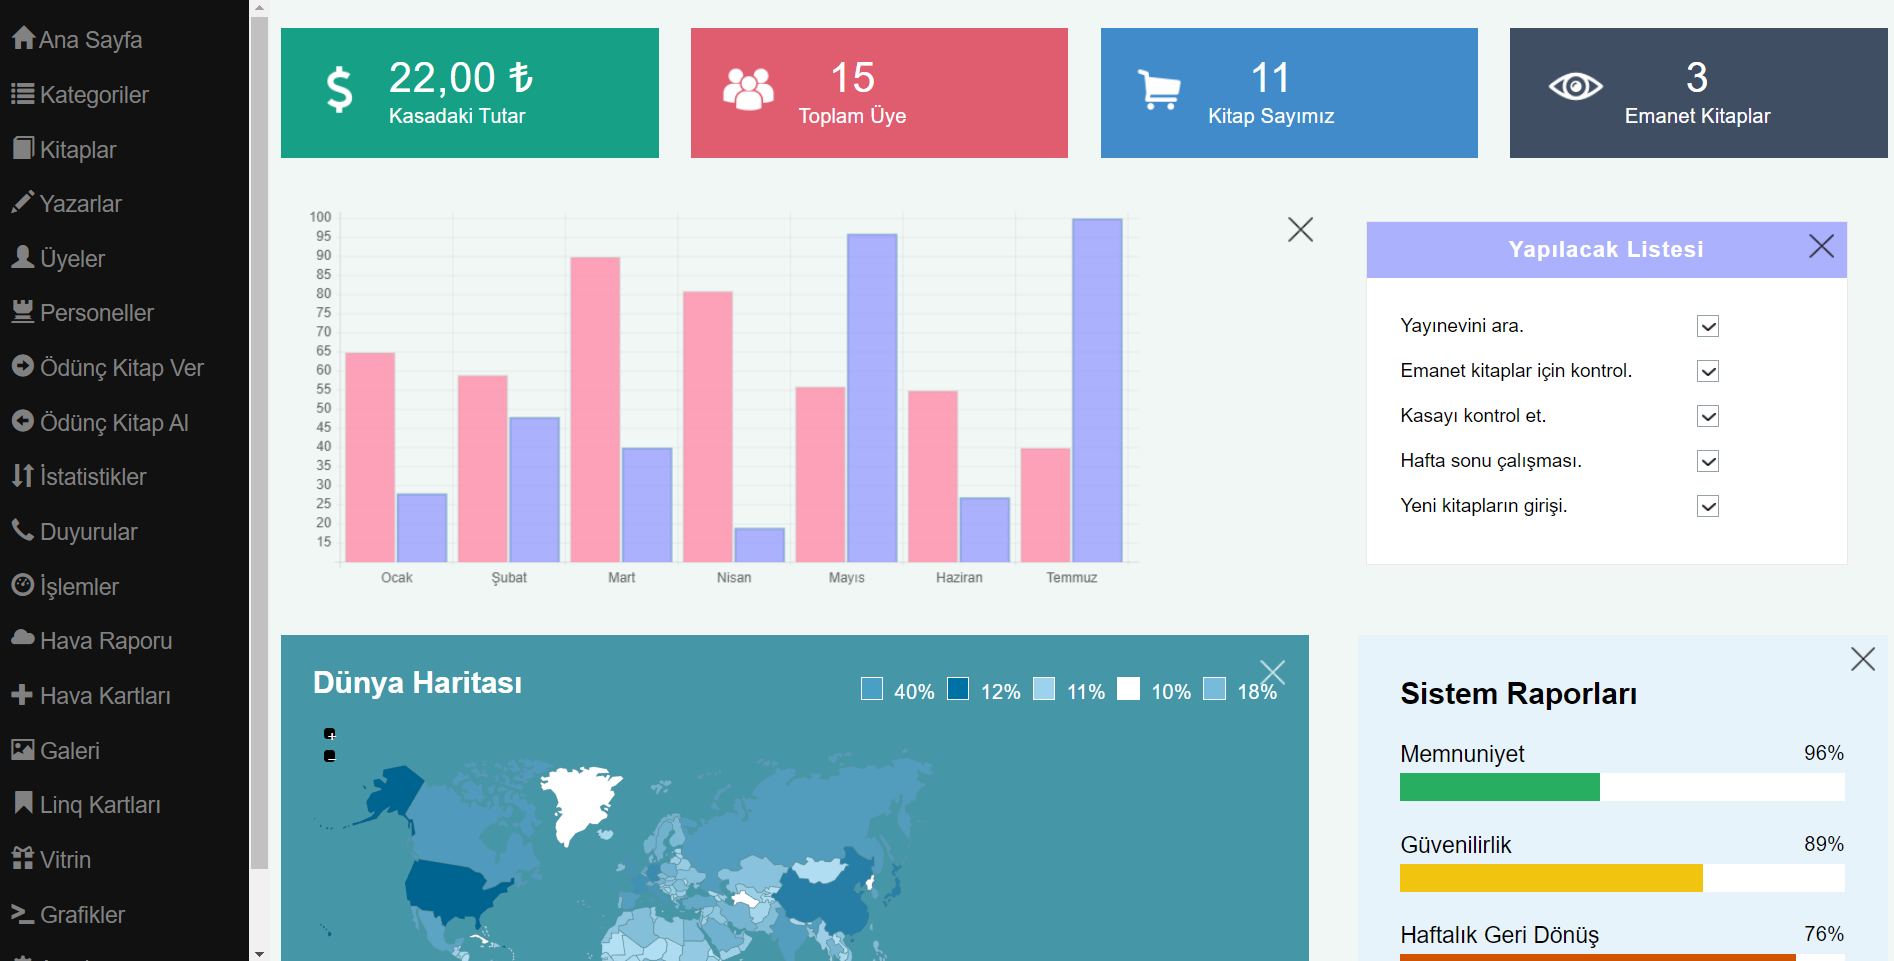 Ana Sayfa
Kategoriler
Kitaplar
Yazarlar
Üyeler
Personeller
Ödünç Kitap Ver
Ödünç Kitap Al
İstatistikler
Duyurular
İşlemler
Hava Raporu
Hava Kartları
Galeri
Linq Kartları
Vitrin
Grafikler
22,00 ₺
Kasadaki Tutar
15
Toplam Üye
11
Kitap Sayımız
3
Emanet Kitaplar
100
95
90
85
80
75
70
65
60
55
50
45
40
35
30
25
20
15
Ocak Şubat Mart Nisan Mayıs Haziran Temmuz
Yapılacak Listesi
Yayınevini ara.
Emanet kitaplar için kontrol.
Kasayı kontrol et.
Hafta sonu çalışması.
Yeni kitapların girişi.
Dünya Haritası
40% 12% 11% 10% 18%
+
−
Sistem Raporları
Memnuniyet 96%
Güvenilirlik 89%
Haftalık Geri Dönüş 76%